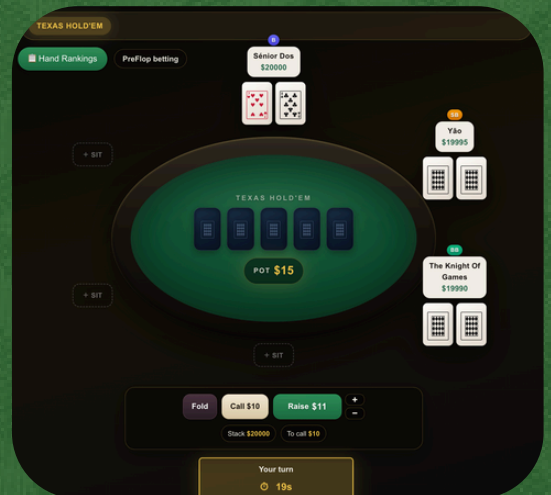 TEXAS HOLD'EM
Hand Rankings
PreFlop betting
B
Sénior Dos
$20000
SB
Yâo
$19995
+ SIT
TEXAS HOLD'EM
POT $15
BB
The Knight Of
Games
$19990
+ SIT
+ SIT
Fold
Call $10
Raise $11
+
−
Stack $20000
To call $10
Your turn
19s